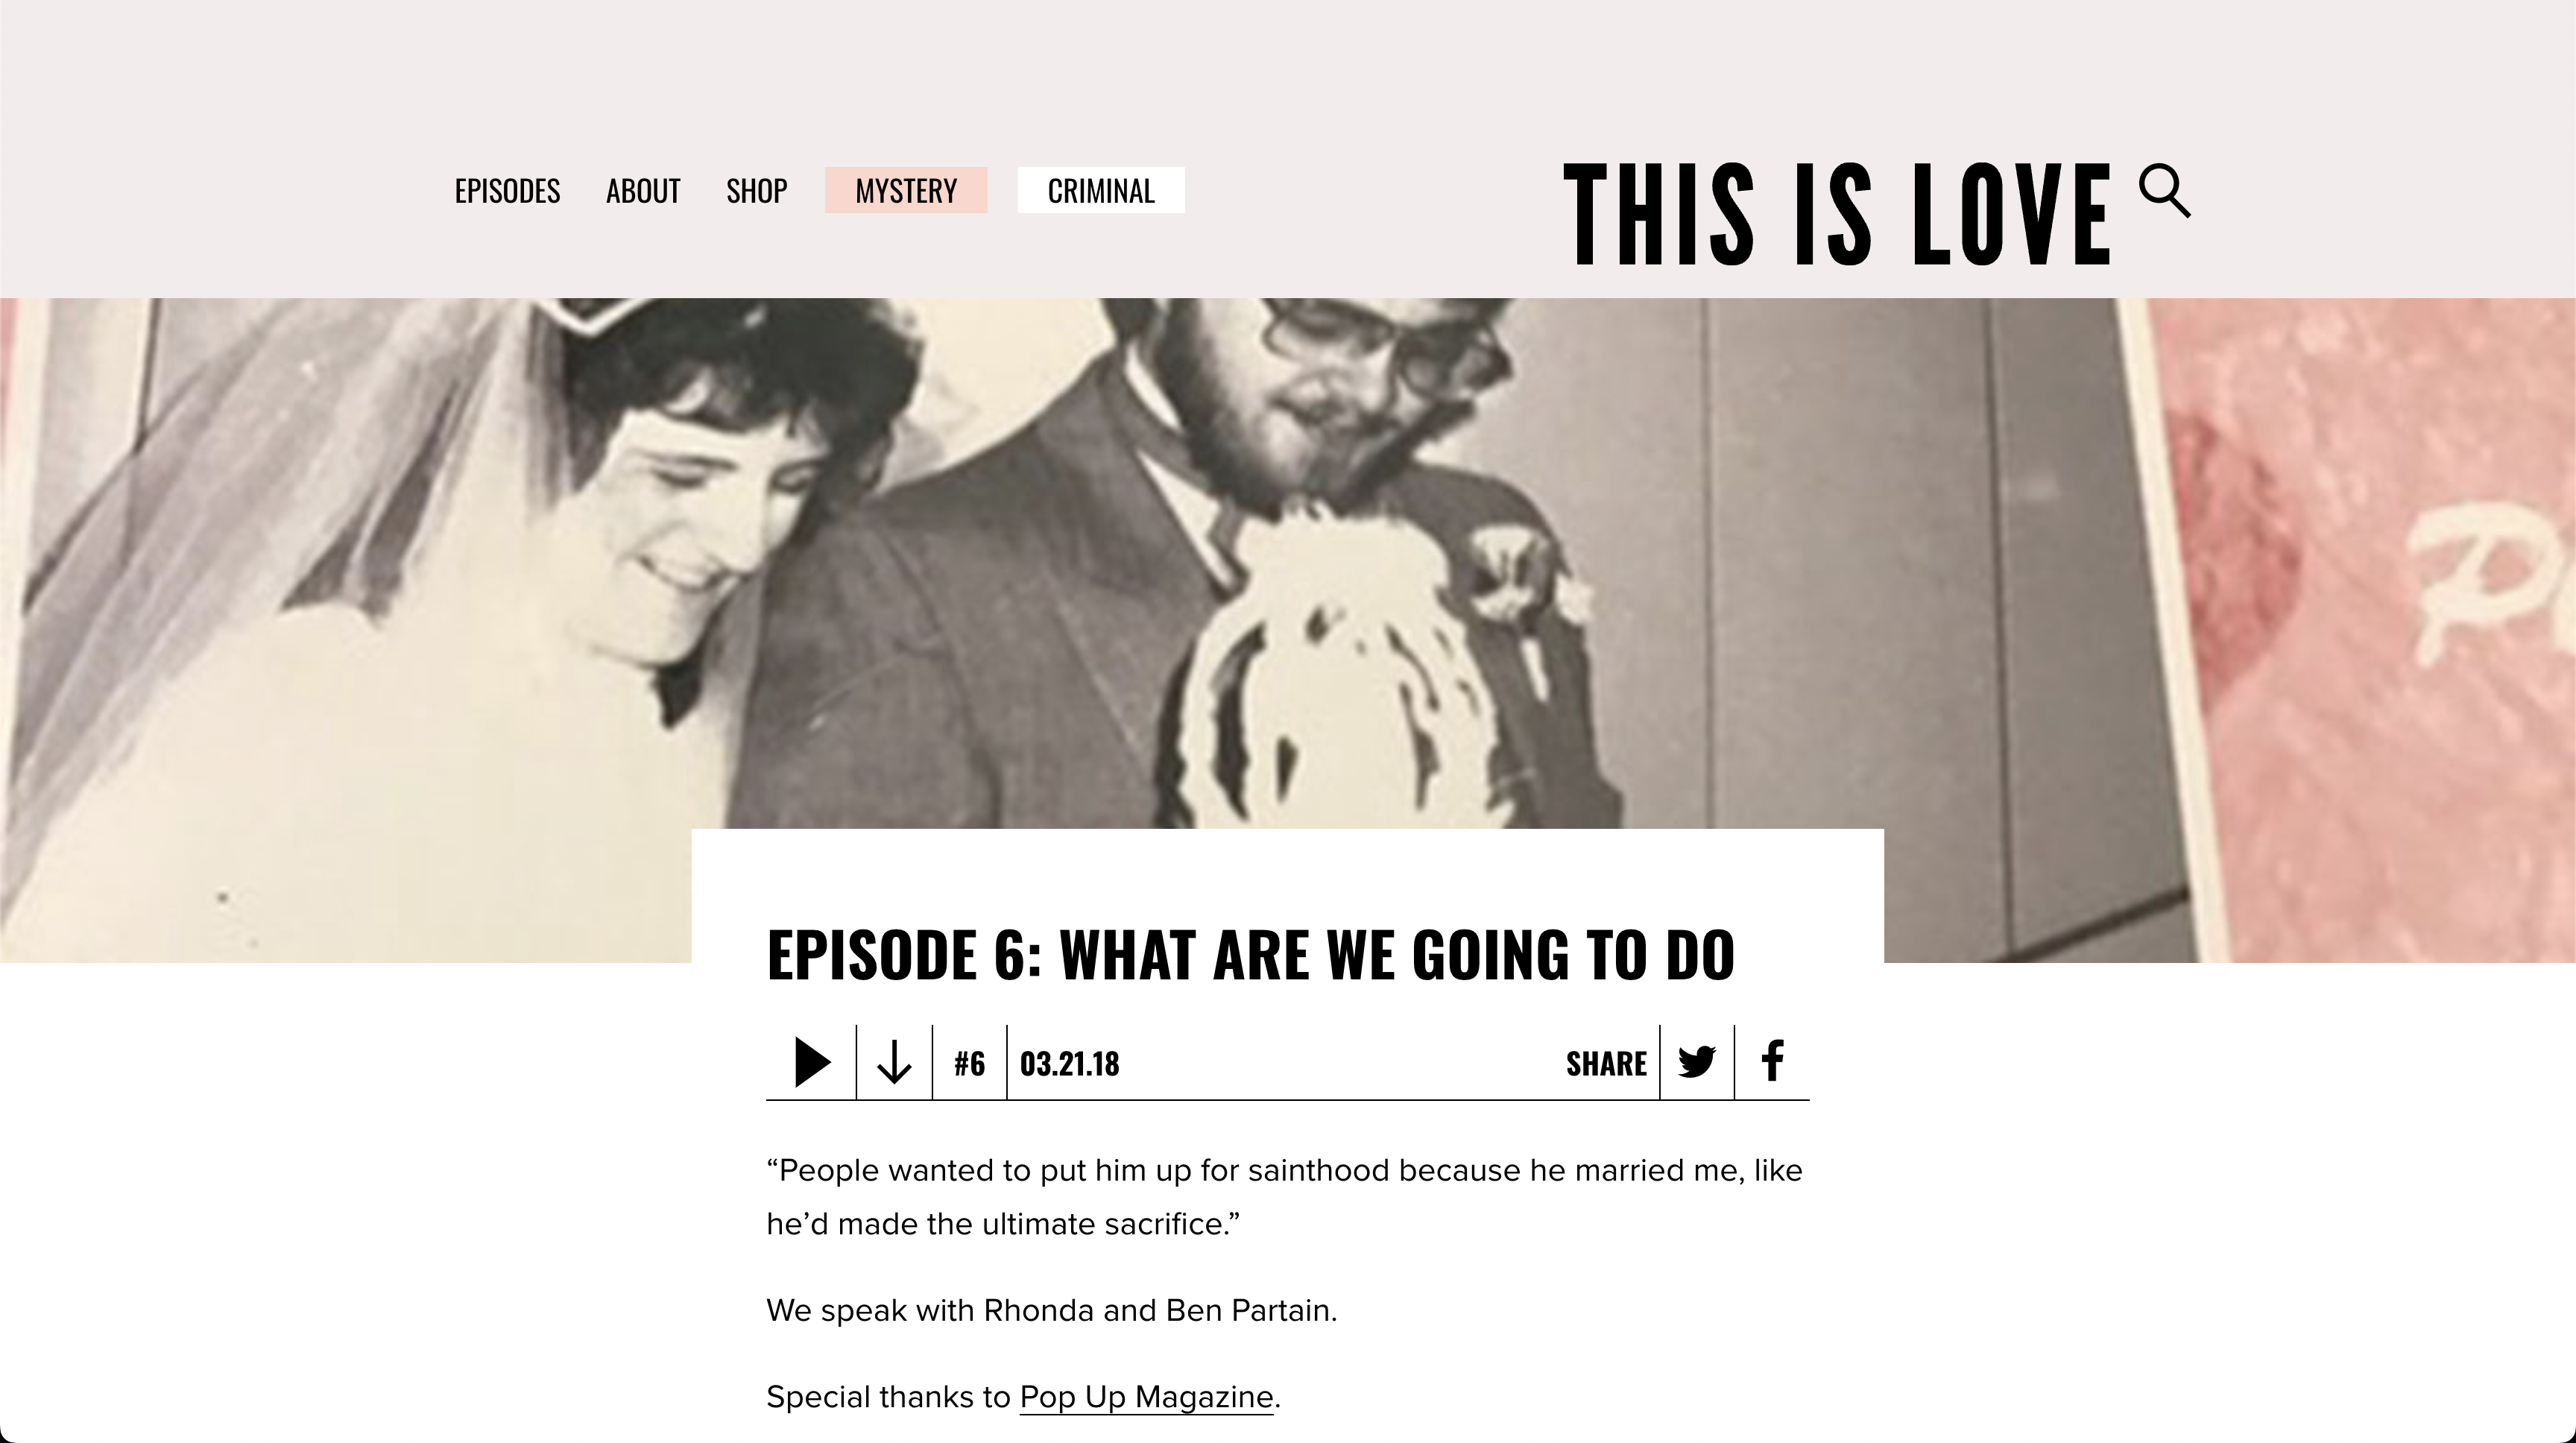 EPISODES ABOUT SHOP MYSTERY CRIMINAL
THIS IS LOVE
EPISODE 6: WHAT ARE WE GOING TO DO
#6 03.21.18 SHARE
“People wanted to put him up for sainthood because he married me, like
he’d made the ultimate sacrifice.”
We speak with Rhonda and Ben Partain.
Special thanks to Pop Up Magazine.